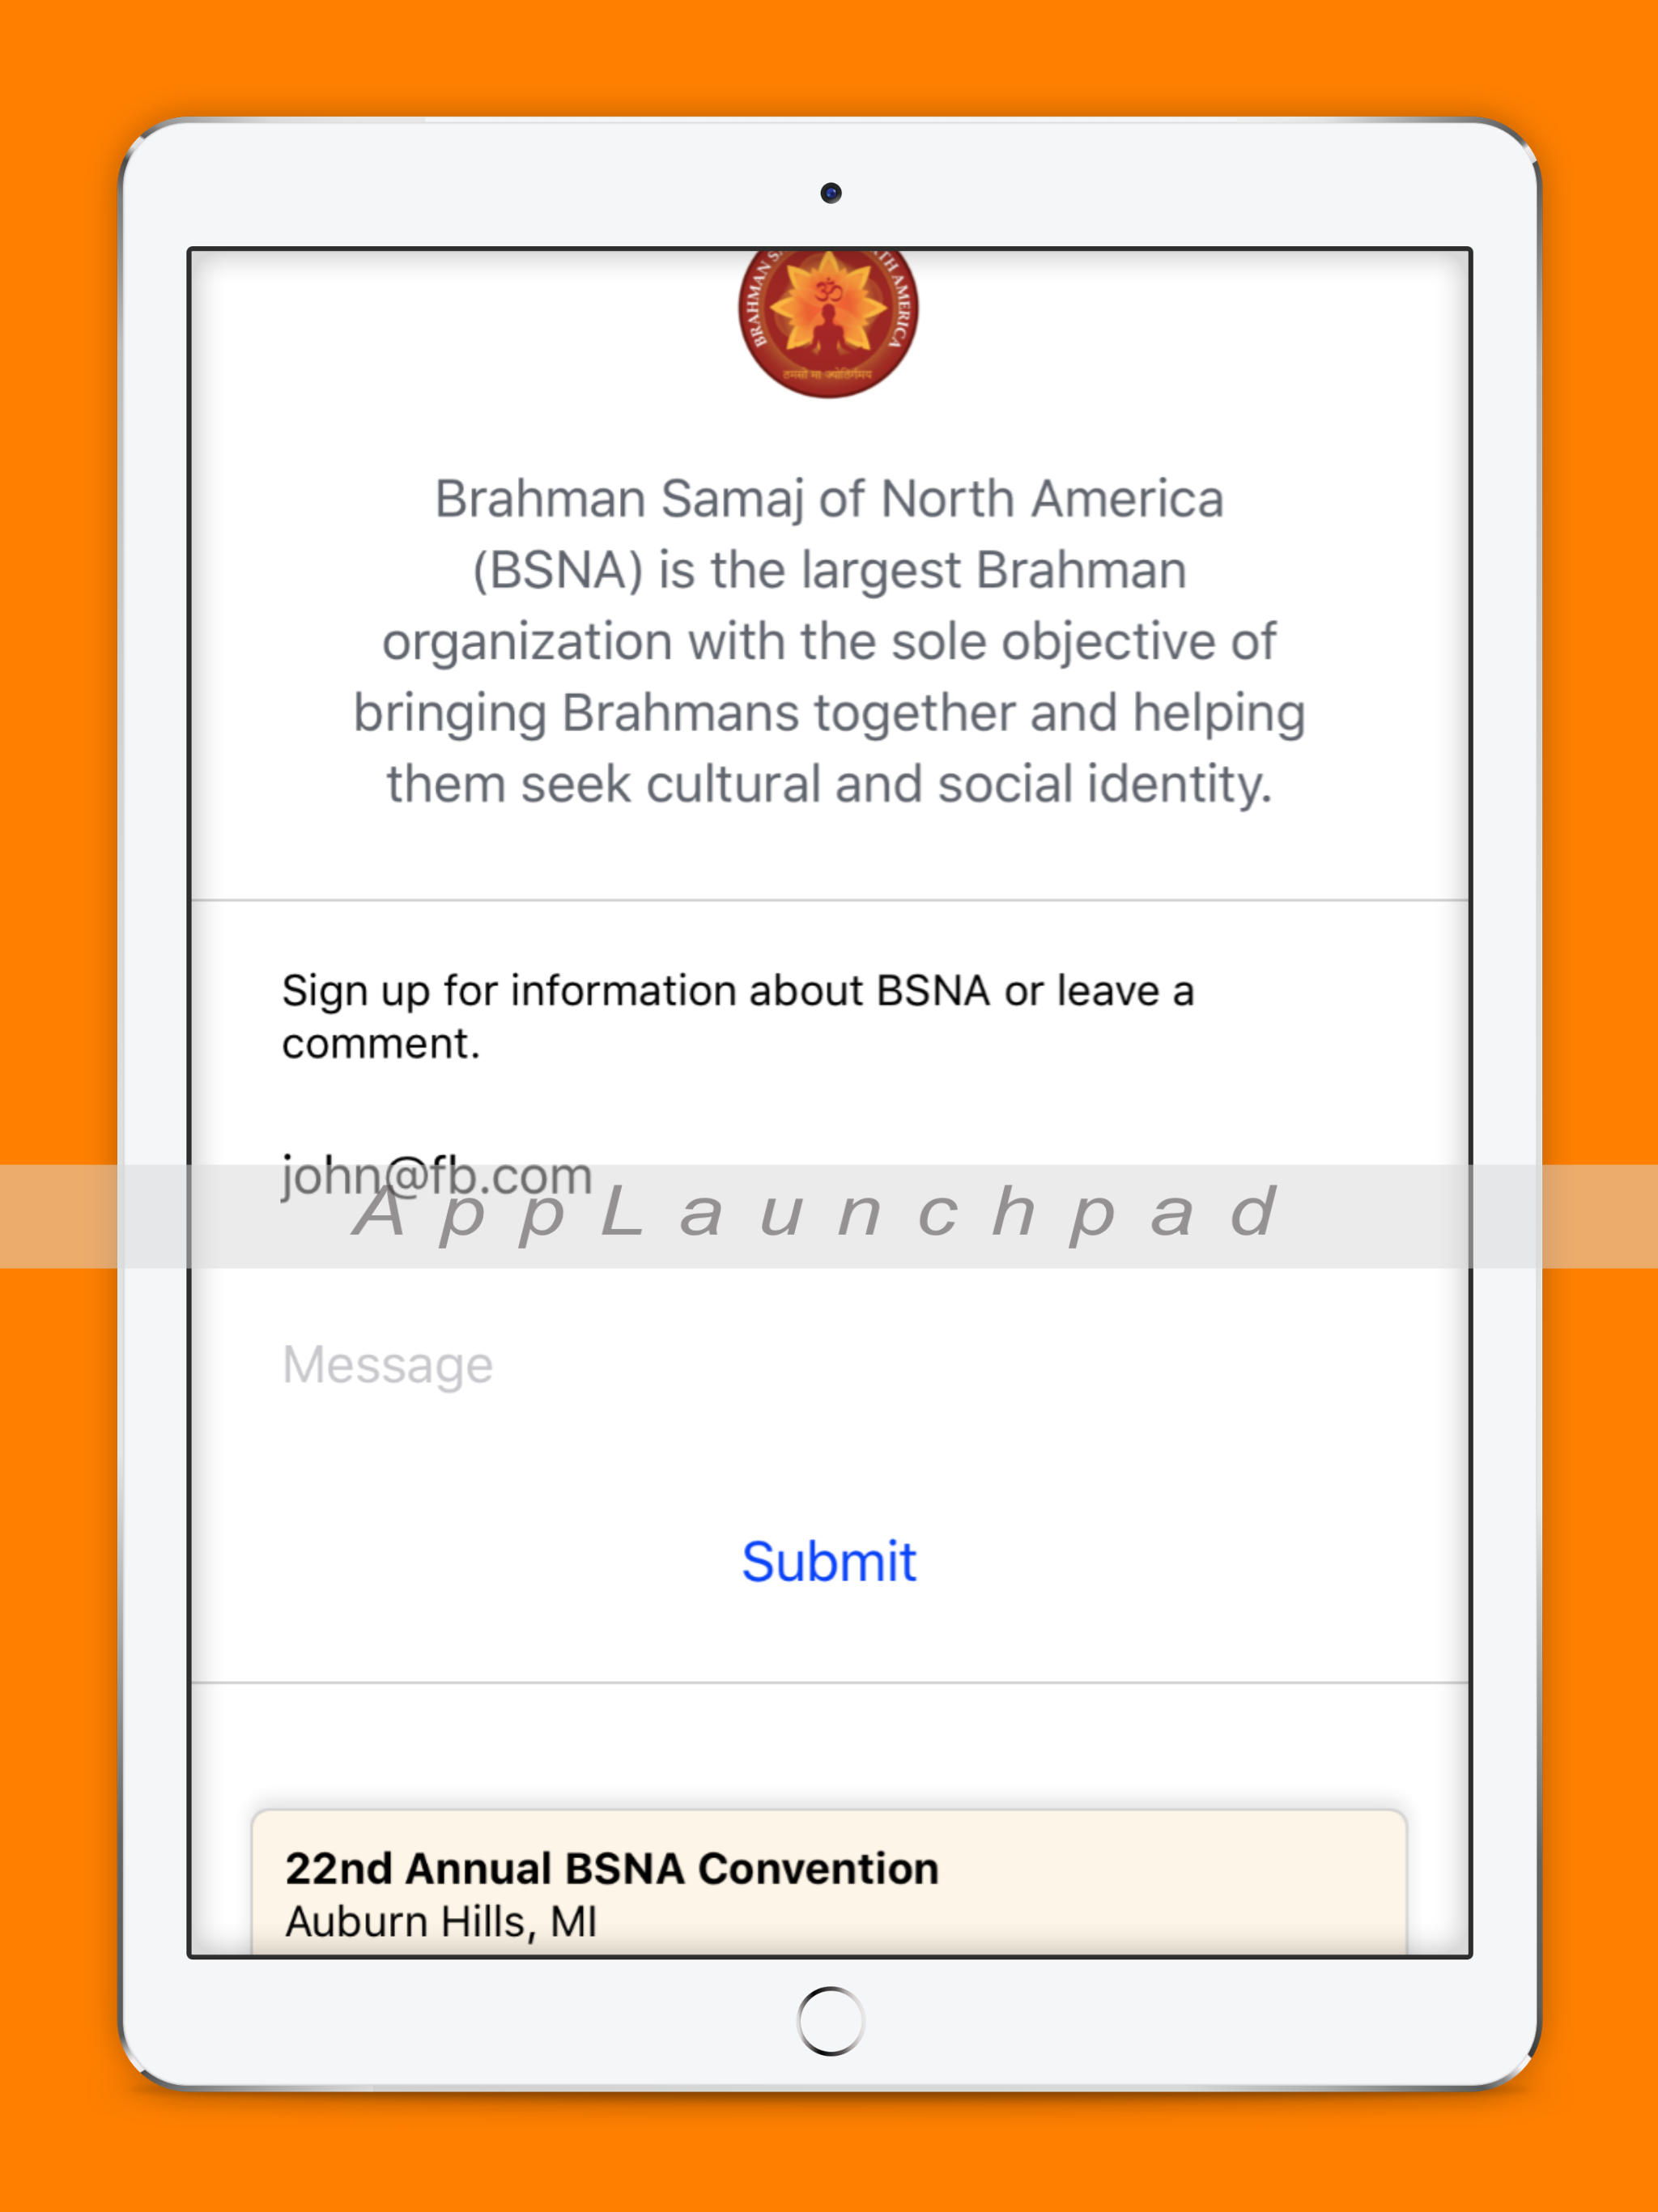 BRAHMAN S
TH AMERICA
ॐ
तमसो मा ज्योतिर्गमय
Brahman Samaj of North America
(BSNA) is the largest Brahman
organization with the sole objective of
bringing Brahmans together and helping
them seek cultural and social identity.
Sign up for information about BSNA or leave a
comment.
john@fb.com
AppLaunchpad
Message
Submit
22nd Annual BSNA Convention
Auburn Hills, MI